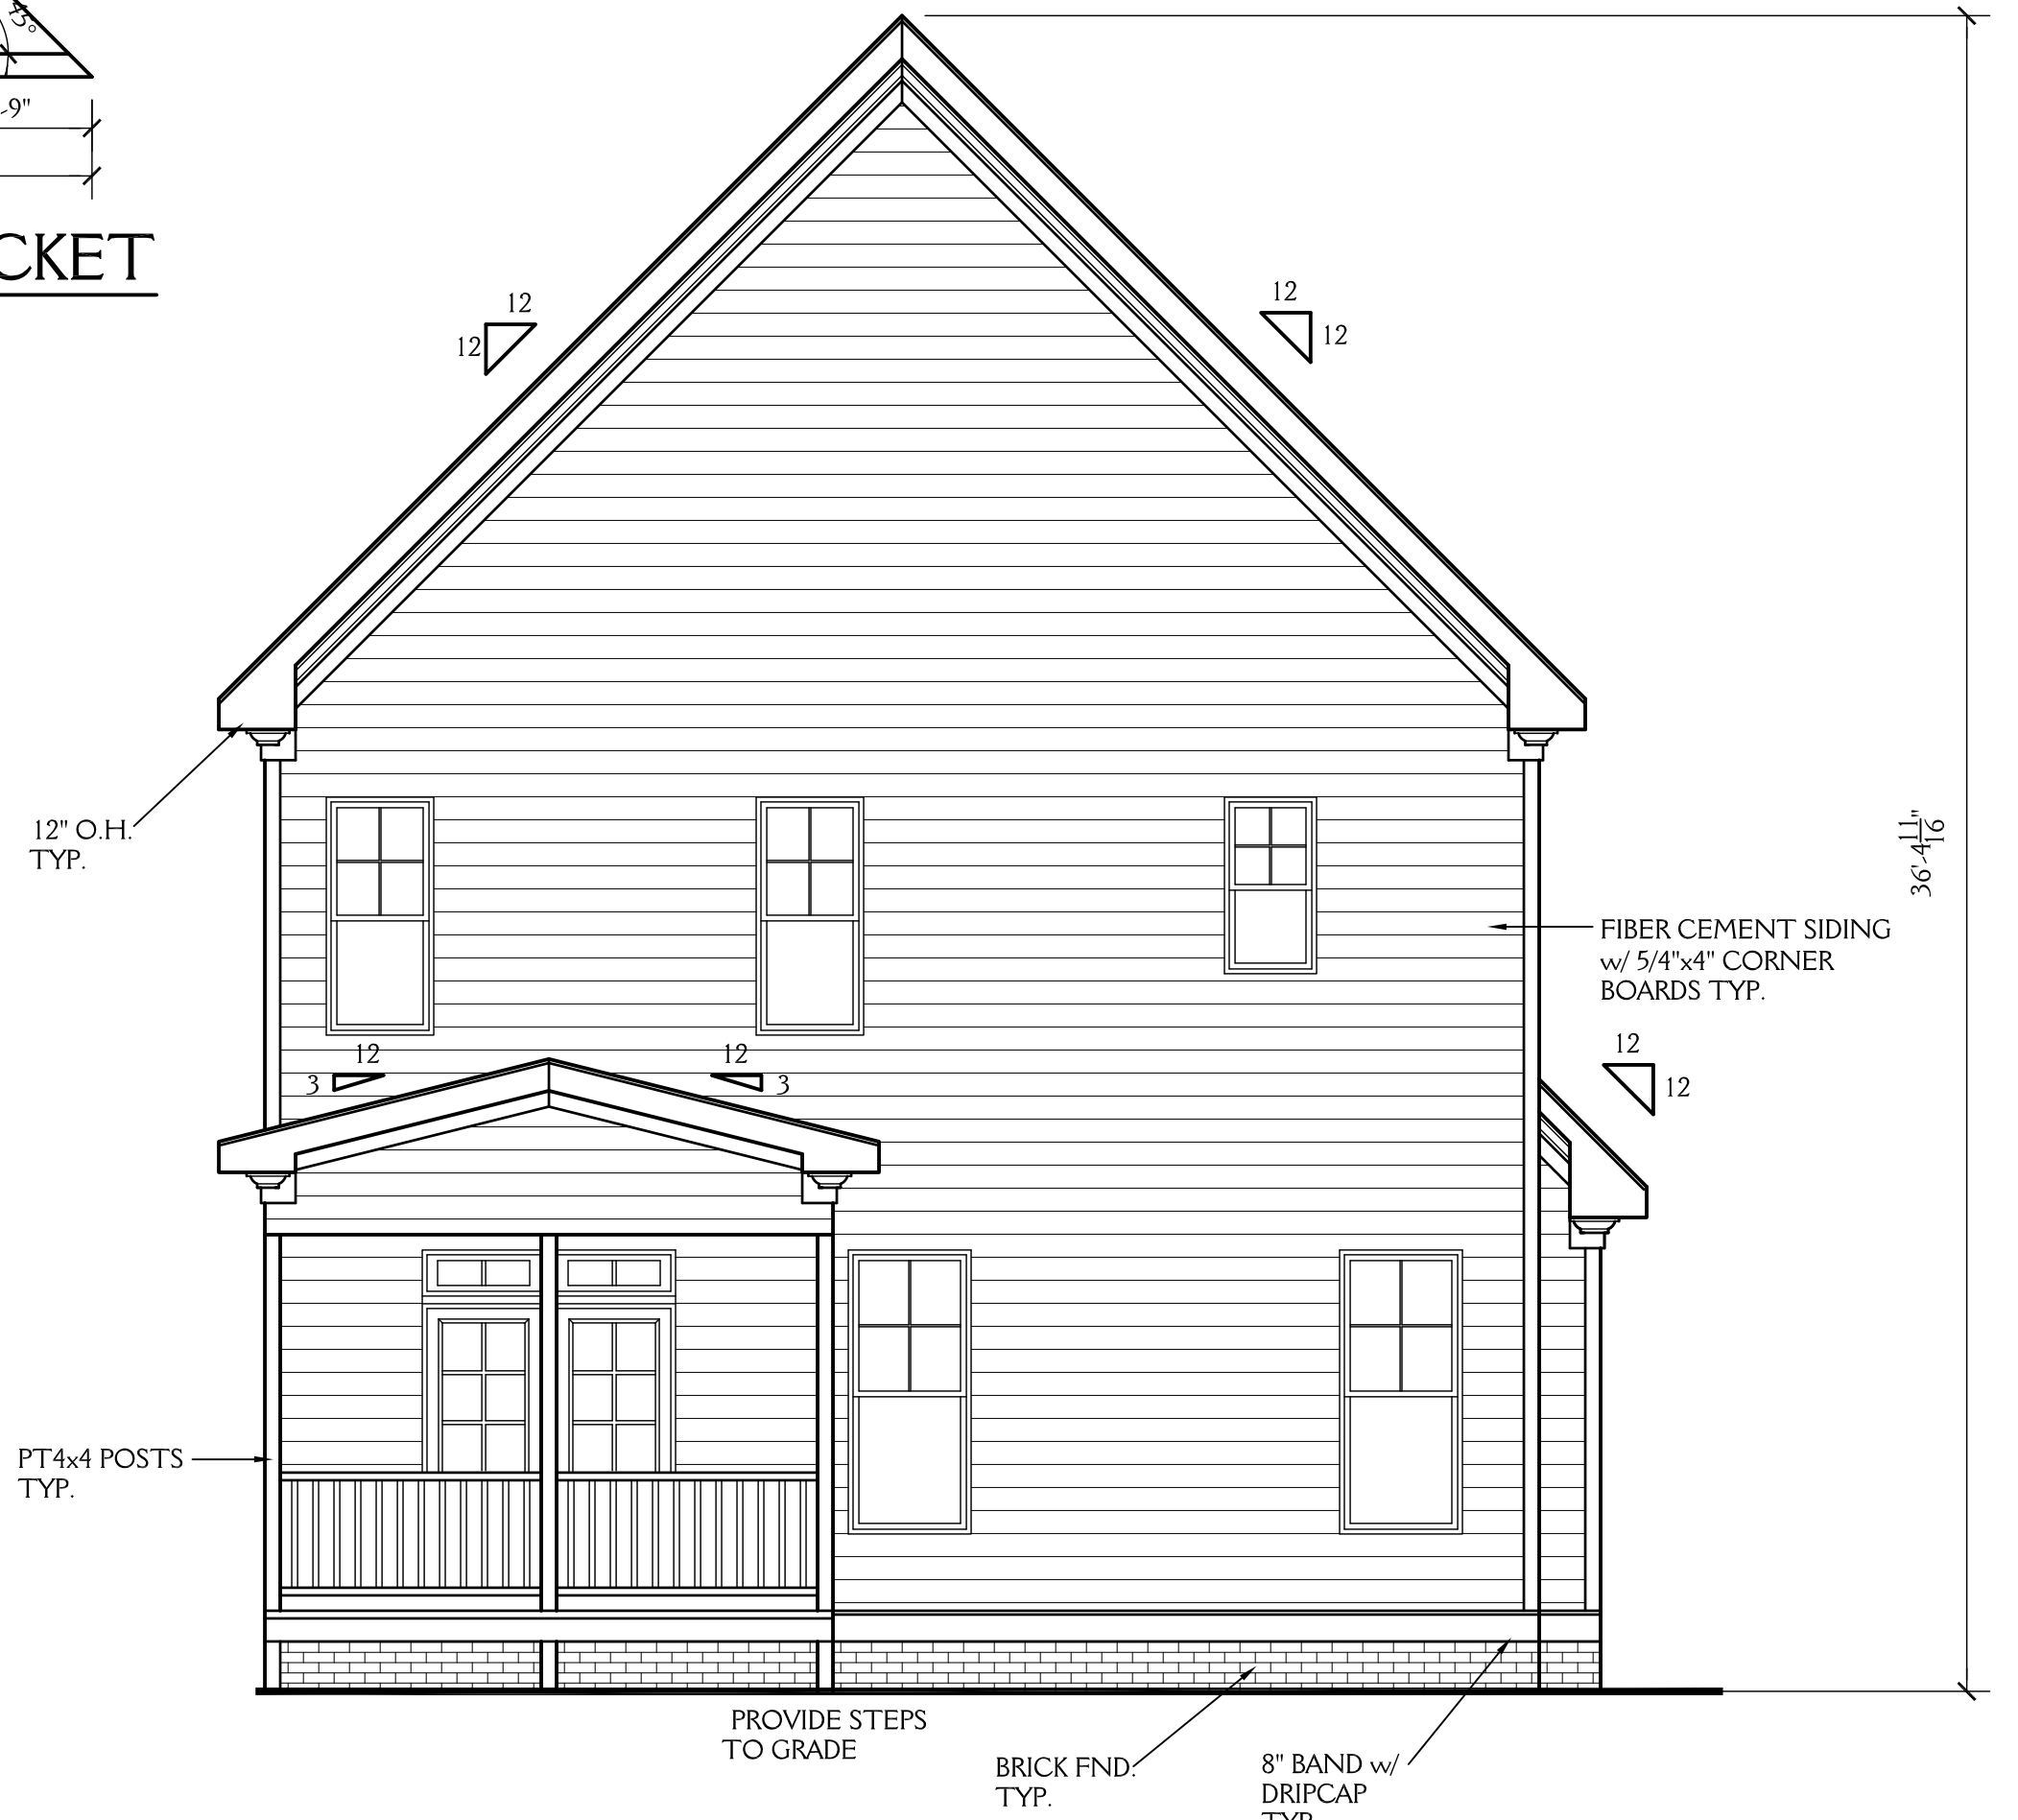 45°
-9"
CKET
12
12
12
12
12" O.H.
TYP.
36'-4 11/16"
FIBER CEMENT SIDING
w/ 5/4"x4" CORNER
BOARDS TYP.
12
12
12
3
12
3
PT4x4 POSTS
TYP.
PROVIDE STEPS
TO GRADE
BRICK FND.
TYP.
8" BAND w/
DRIPCAP
TYP.